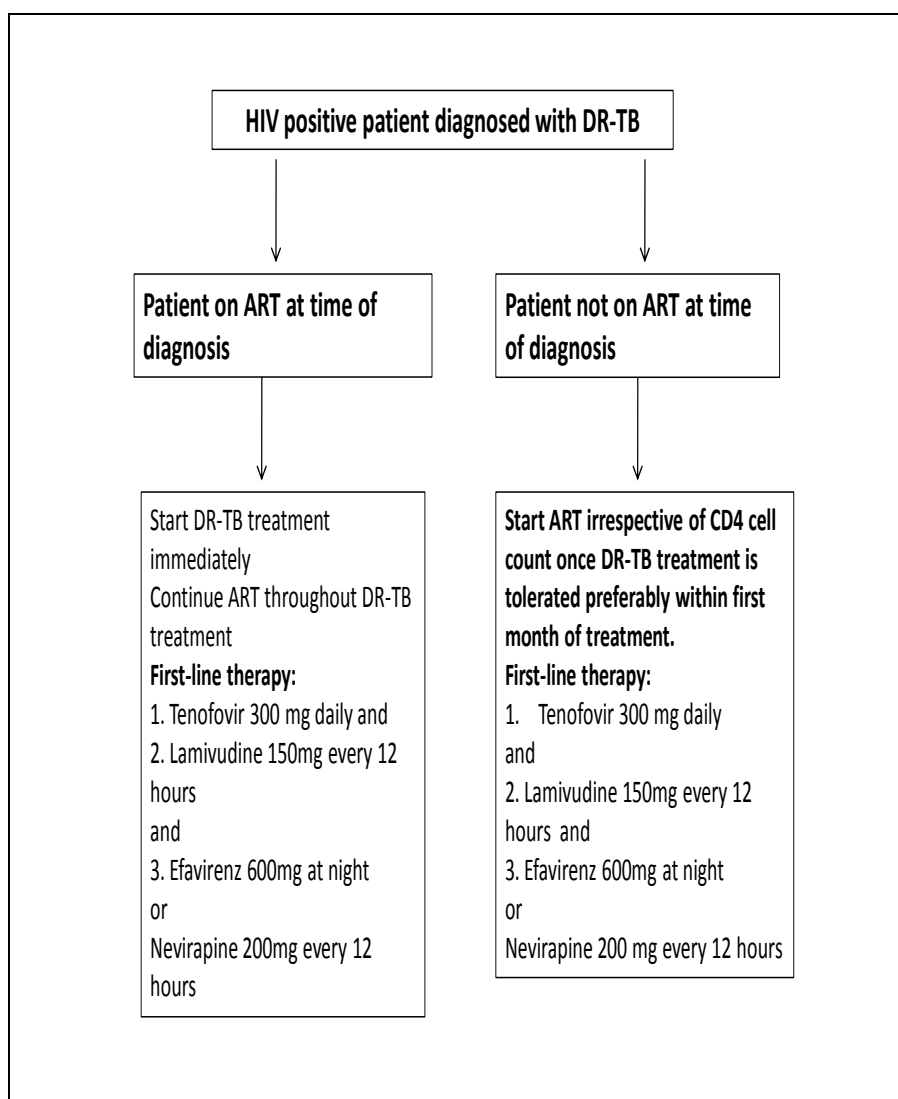 HIV positive patient diagnosed with DR-TB
Patient on ART at time of
diagnosis
Patient not on ART at time
of diagnosis
Start DR-TB treatment
immediately
Continue ART throughout DR-TB
treatment
First-line therapy:
1. Tenofovir 300 mg daily and
2. Lamivudine 150mg every 12
hours
and
3. Efavirenz 600mg at night
or
Nevirapine 200mg every 12
hours
Start ART irrespective of CD4 cell
count once DR-TB treatment is
tolerated preferably within first
month of treatment.
First-line therapy:
1. Tenofovir 300 mg daily
and
2. Lamivudine 150mg every 12
hours and
3. Efavirenz 600mg at night
or
Nevirapine 200 mg every 12 hours